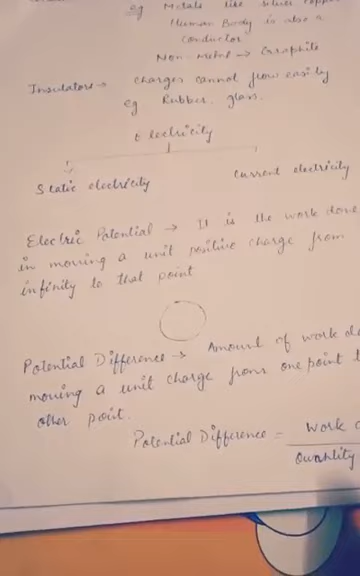 eg Metals like silver Copper
Human Body is also a
conductor
Non-Metal → Graphite
Insulators → charges cannot flow easily
eg Rubber, glass.
Electricity
Static electricity Current electricity
Electric Potential → It is the work done
in moving a unit positive charge from
infinity to that point
Potential Difference → Amount of work do
moving a unit charge from one point t
other point.
Potential Difference = Work d
Quantity